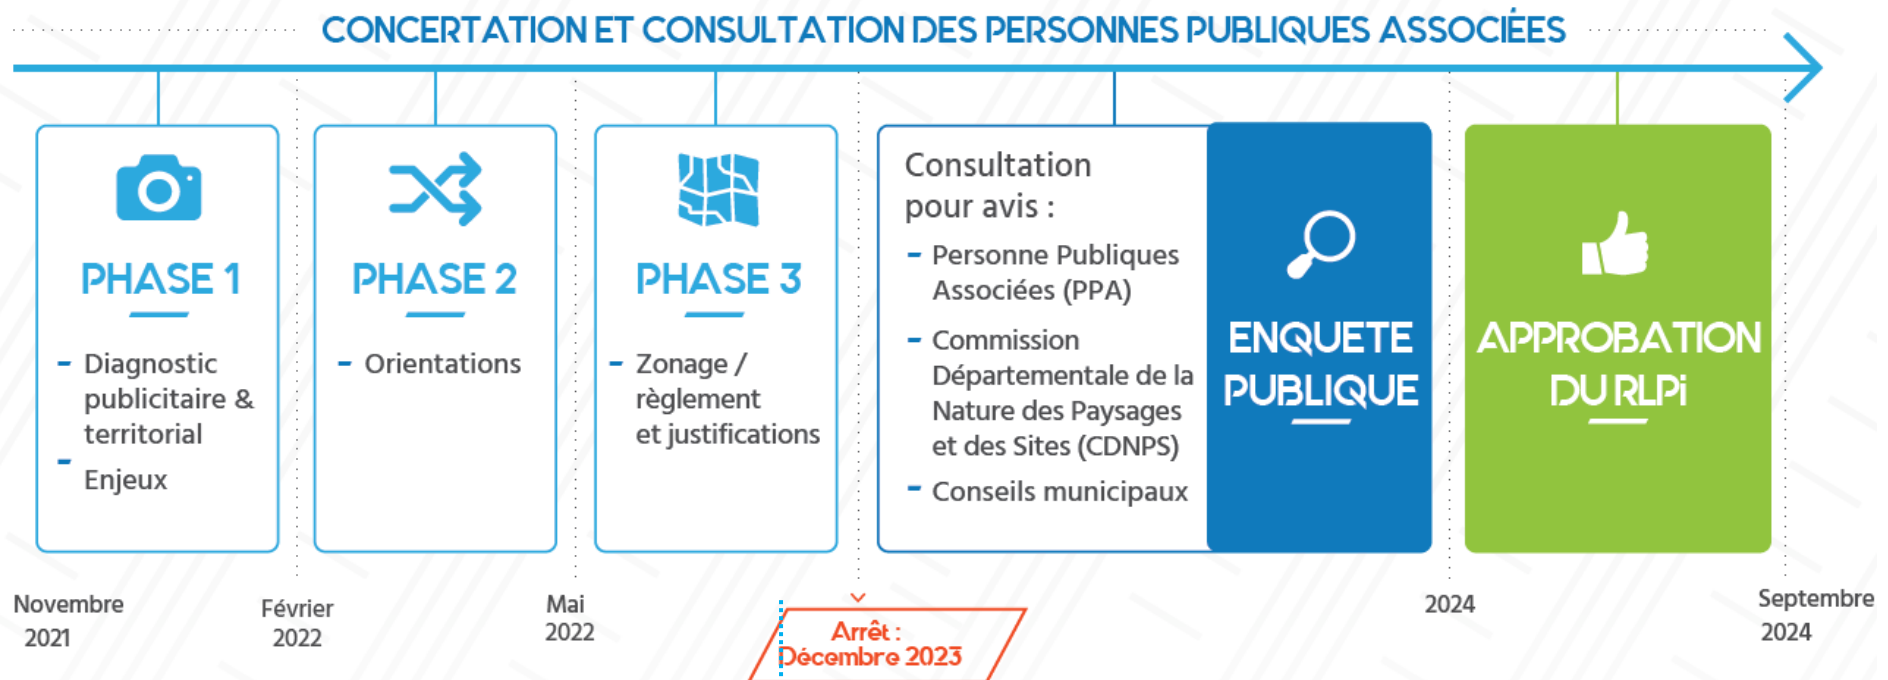 CONCERTATION ET CONSULTATION DES PERSONNES PUBLIQUES ASSOCIÉES
PHASE 1
- Diagnostic
publicitaire &
territorial
- Enjeux
PHASE 2
- Orientations
PHASE 3
- Zonage /
règlement
et justifications
Consultation
pour avis :
- Personne Publiques
Associées (PPA)
- Commission
Départementale de la
Nature des Paysages
et des Sites (CDNPS)
- Conseils municipaux
ENQUETE
PUBLIQUE
APPROBATION
DU RLPi
Novembre
2021
Février
2022
Mai
2022
Arrêt :
Décembre 2023
2024
Septembre
2024